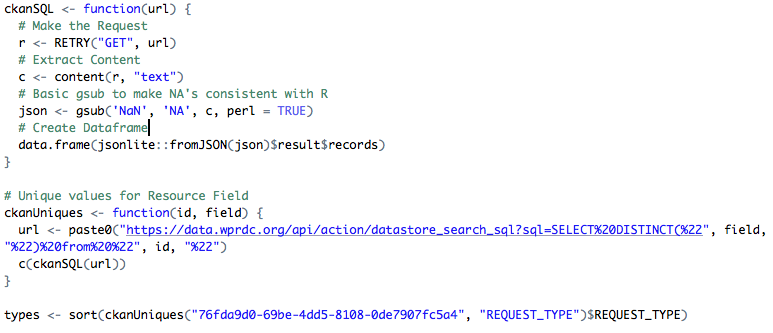 ckanSQL <- function(url) {
  # Make the Request
  r <- RETRY("GET", url)
  # Extract Content
  c <- content(r, "text")
  # Basic gsub to make NA's consistent with R
  json <- gsub('NaN', 'NA', c, perl = TRUE)
  # Create Dataframe
  data.frame(jsonlite::fromJSON(json)$result$records)
}

# Unique values for Resource Field
ckanUniques <- function(id, field) {
  url <- paste0("https://data.wprdc.org/api/action/datastore_search_sql?sql=SELECT%20DISTINCT(%22", field,
"%22)%20from%20%22", id, "%22")
  c(ckanSQL(url))
}

types <- sort(ckanUniques("76fda9d0-69be-4dd5-8108-0de7907fc5a4", "REQUEST_TYPE")$REQUEST_TYPE)